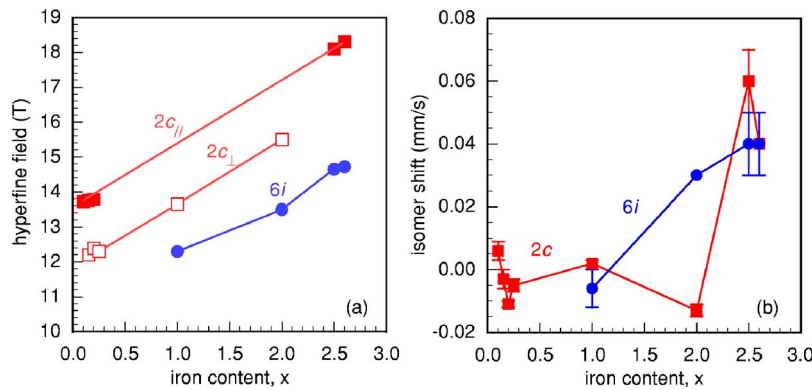 19
18
17
16
15
14
13
12
11
10
0.0 0.5 1.0 1.5 2.0 2.5 3.0
hyperfine field (T)
iron content, x
2c//
2c⊥
6i
(a)
0.08
0.06
0.04
0.02
0.00
-0.02
0.0 0.5 1.0 1.5 2.0 2.5 3.0
isomer shift (mm/s)
iron content, x
6i
2c
(b)